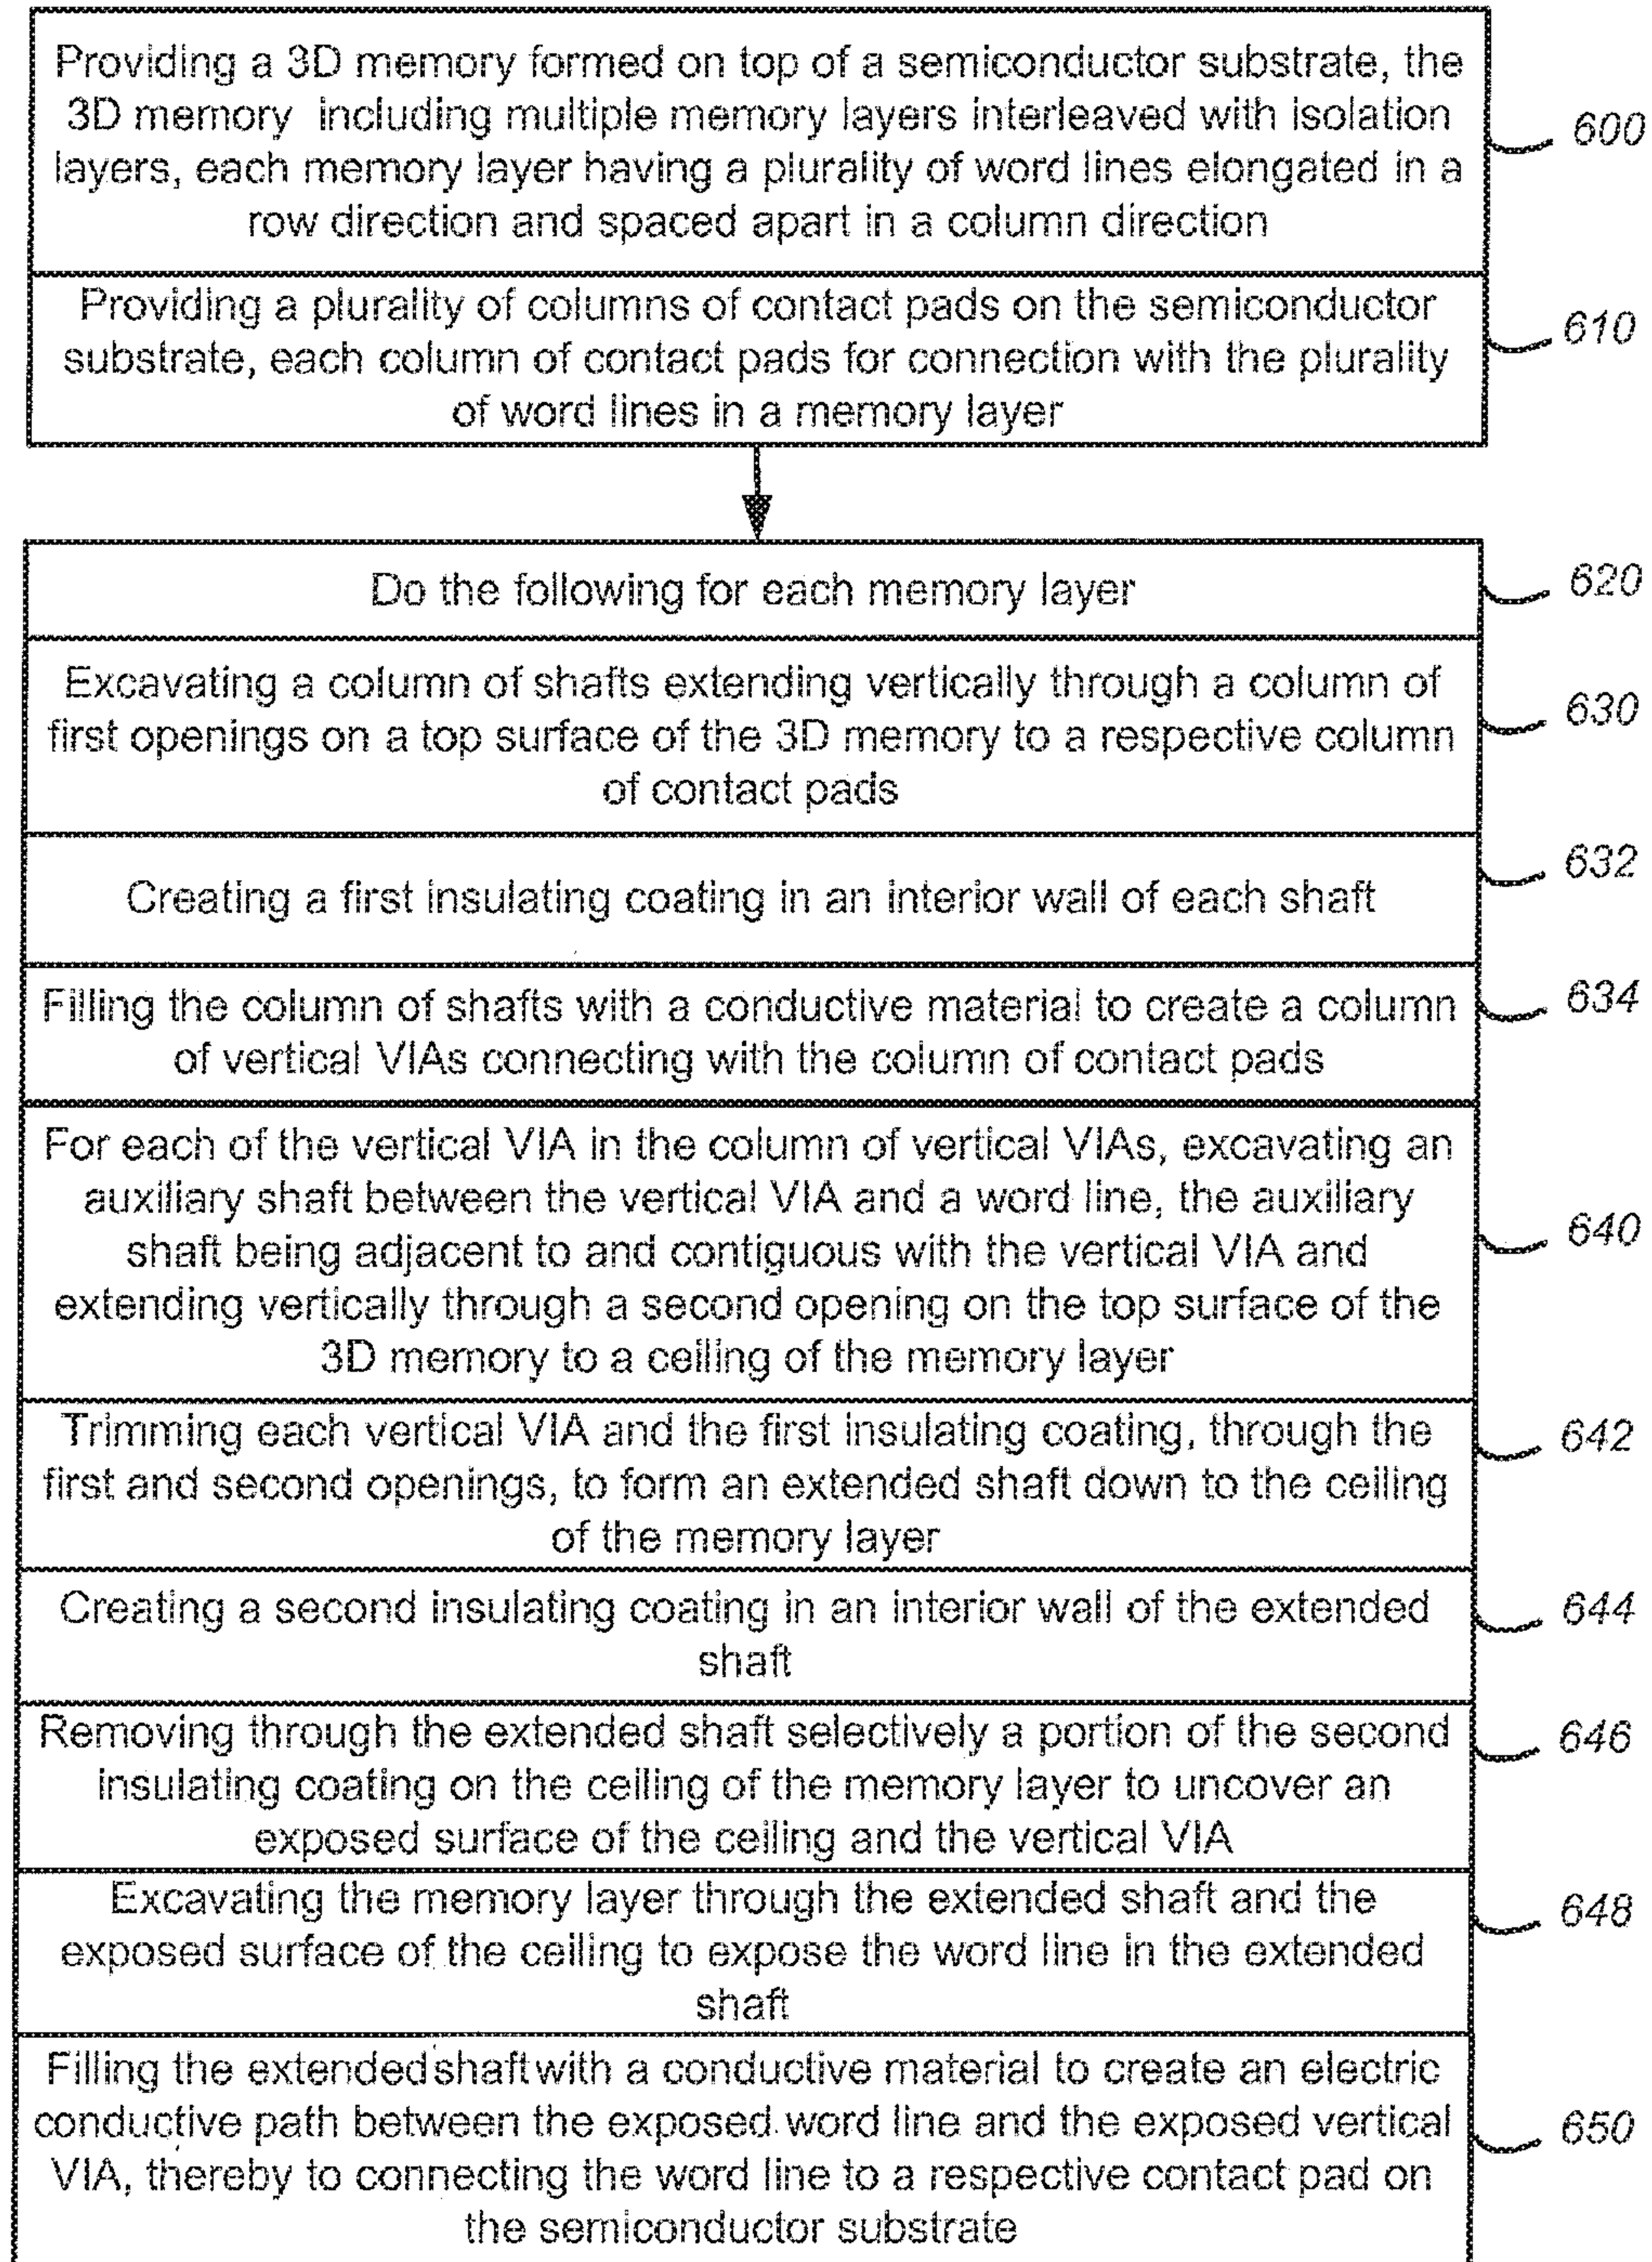 Providing a 3D memory formed on top of a semiconductor substrate, the
3D memory including multiple memory layers interleaved with isolation
layers, each memory layer having a plurality of word lines elongated in a
row direction and spaced apart in a column direction
600
Providing a plurality of columns of contact pads on the semiconductor
substrate, each column of contact pads for connection with the plurality
of word lines in a memory layer
610
Do the following for each memory layer
620
Excavating a column of shafts extending vertically through a column of
first openings on a top surface of the 3D memory to a respective column
of contact pads
630
Creating a first insulating coating in an interior wall of each shaft
632
Filling the column of shafts with a conductive material to create a column
of vertical VIAs connecting with the column of contact pads
634
For each of the vertical VIA in the column of vertical VIAs, excavating an
auxiliary shaft between the vertical VIA and a word line, the auxiliary
shaft being adjacent to and contiguous with the vertical VIA and
extending vertically through a second opening on the top surface of the
3D memory to a ceiling of the memory layer
640
Trimming each vertical VIA and the first insulating coating, through the
first and second openings, to form an extended shaft down to the ceiling
of the memory layer
642
Creating a second insulating coating in an interior wall of the extended
shaft
644
Removing through the extended shaft selectively a portion of the second
insulating coating on the ceiling of the memory layer to uncover an
exposed surface of the ceiling and the vertical VIA
646
Excavating the memory layer through the extended shaft and the
exposed surface of the ceiling to expose the word line in the extended
shaft
648
Filling the extended shaft with a conductive material to create an electric
conductive path between the exposed word line and the exposed vertical
VIA, thereby to connecting the word line to a respective contact pad on
the semiconductor substrate
650